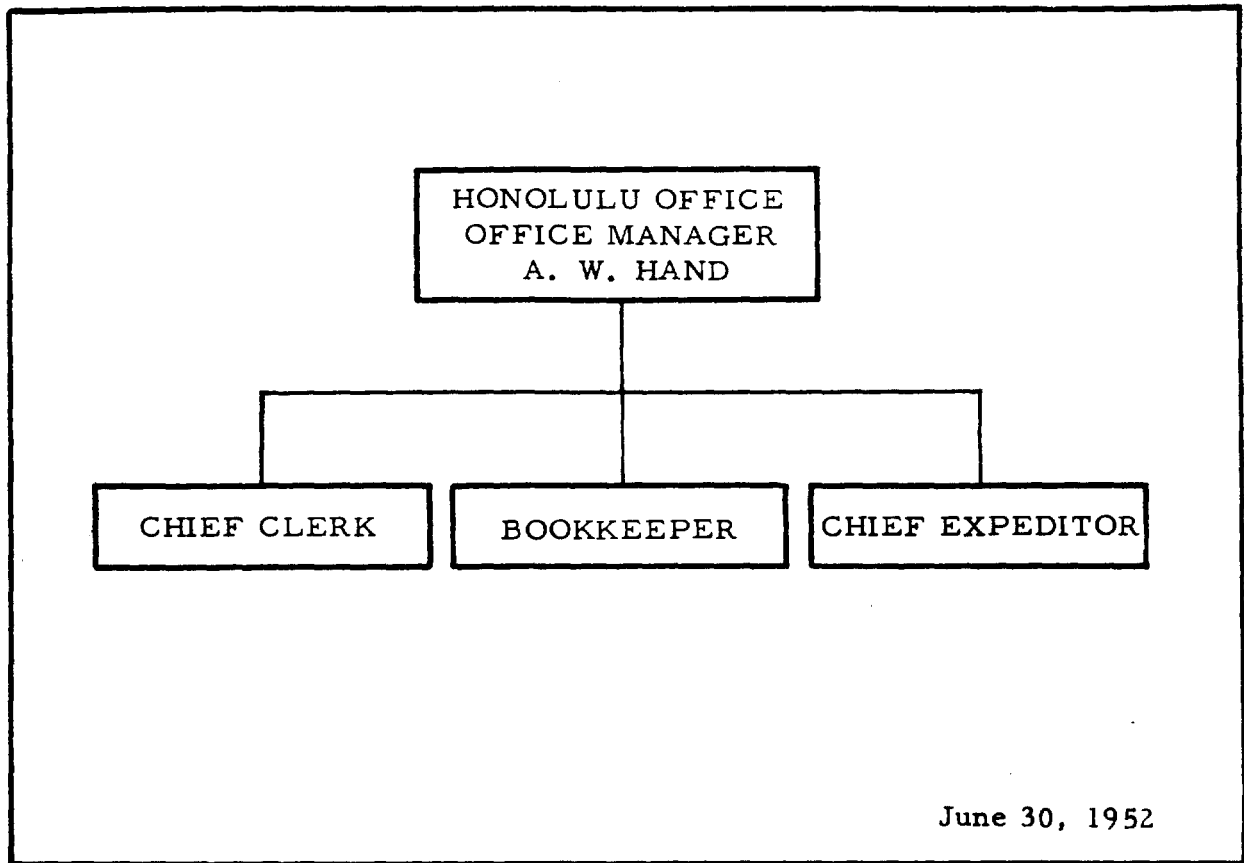 HONOLULU OFFICE
OFFICE MANAGER
A. W. HAND
CHIEF CLERK
BOOKKEEPER
CHIEF EXPEDITOR
June 30, 1952